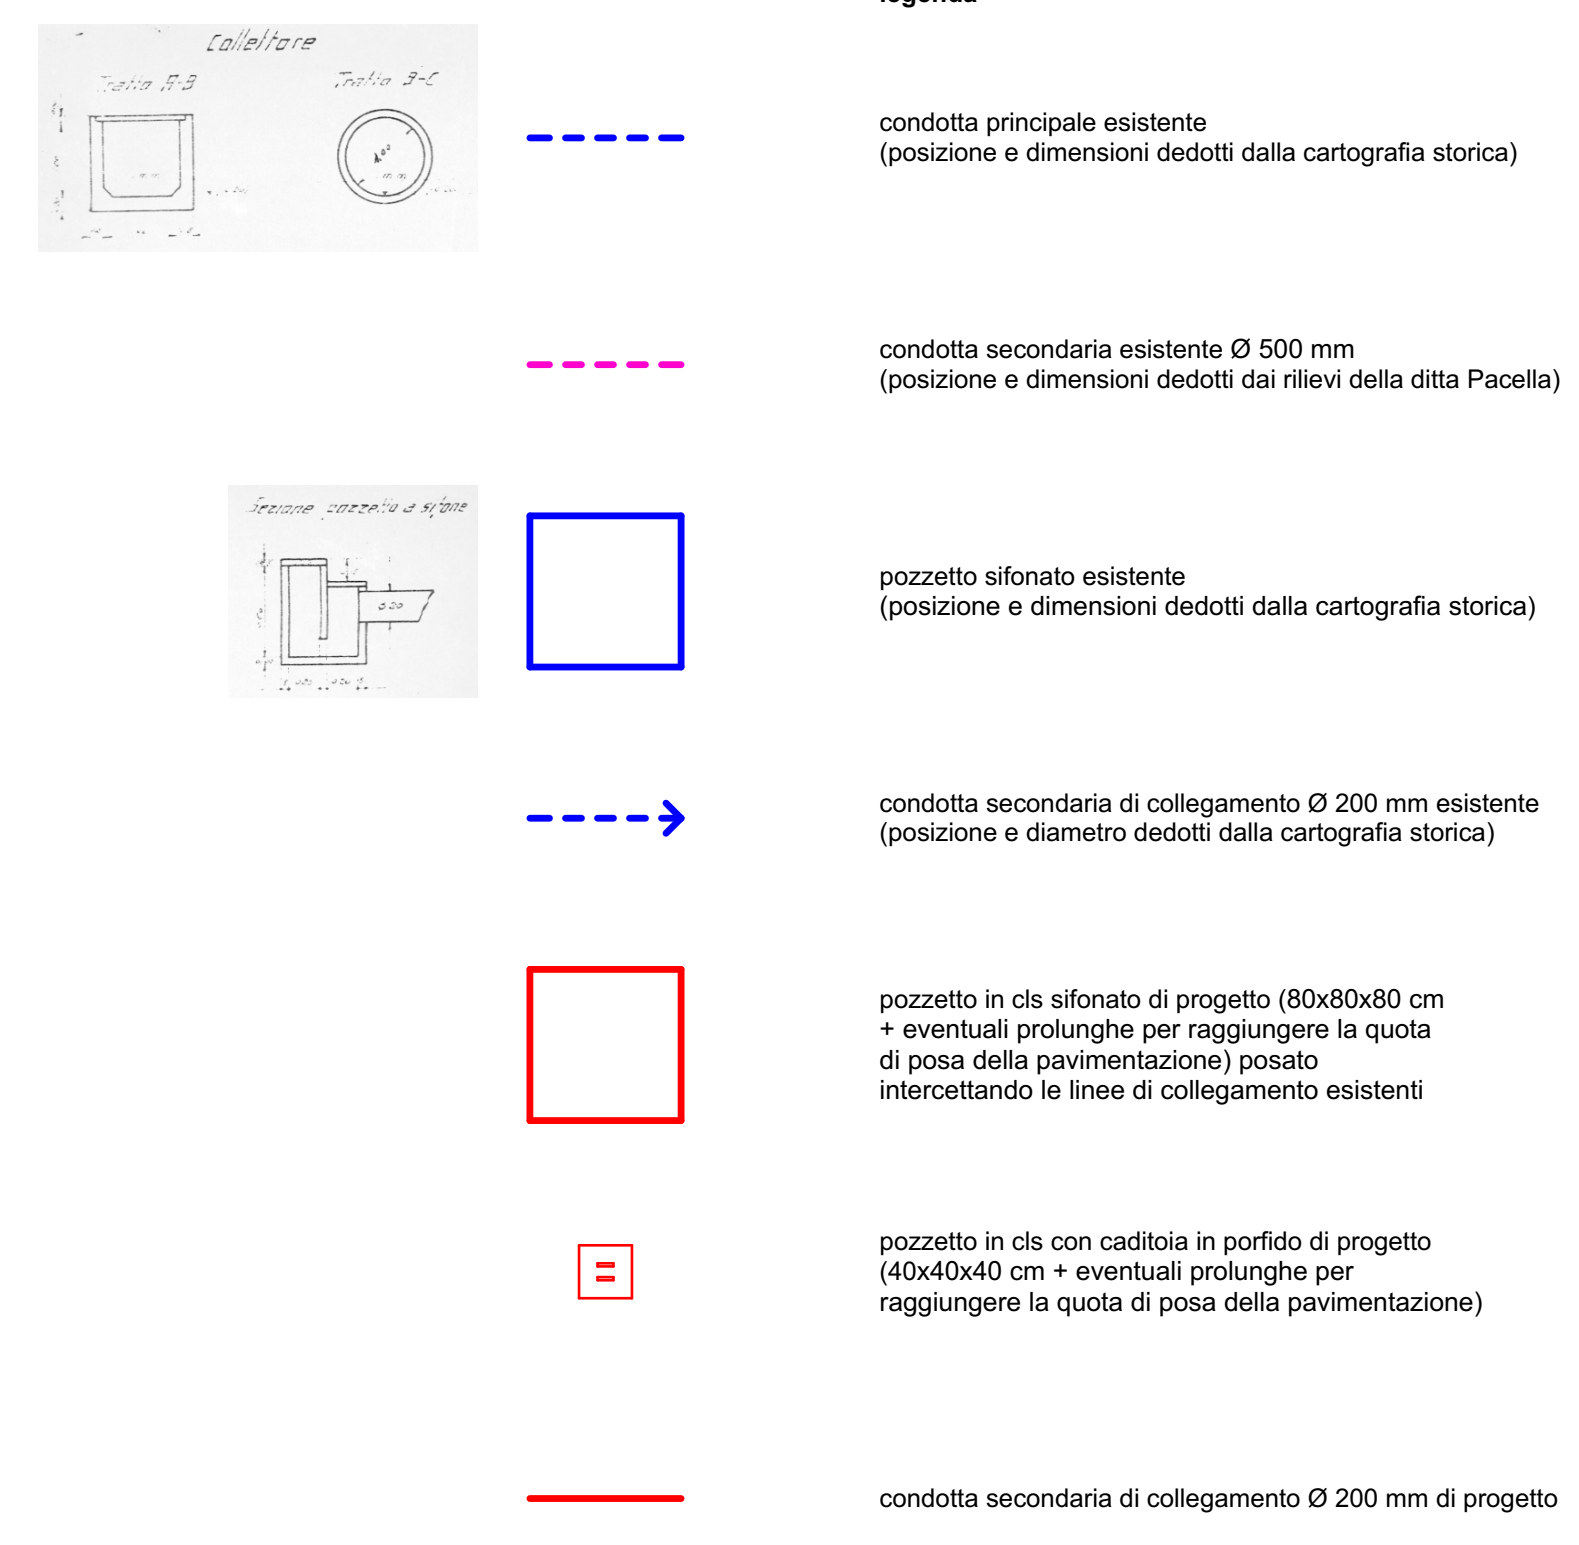 legenda
Collettore
Tratto A-B
Tratto B-C
condotta principale esistente
(posizione e dimensioni dedotti dalla cartografia storica)
condotta secondaria esistente Ø 500 mm
(posizione e dimensioni dedotti dai rilievi della ditta Pacella)
Sezione pozzetto a sifone
pozzetto sifonato esistente
(posizione e dimensioni dedotti dalla cartografia storica)
condotta secondaria di collegamento Ø 200 mm esistente
(posizione e diametro dedotti dalla cartografia storica)
pozzetto in cls sifonato di progetto (80x80x80 cm
+ eventuali prolunghe per raggiungere la quota
di posa della pavimentazione) posato
intercettando le linee di collegamento esistenti
pozzetto in cls con caditoia in porfido di progetto
(40x40x40 cm + eventuali prolunghe per
raggiungere la quota di posa della pavimentazione)
condotta secondaria di collegamento Ø 200 mm di progetto